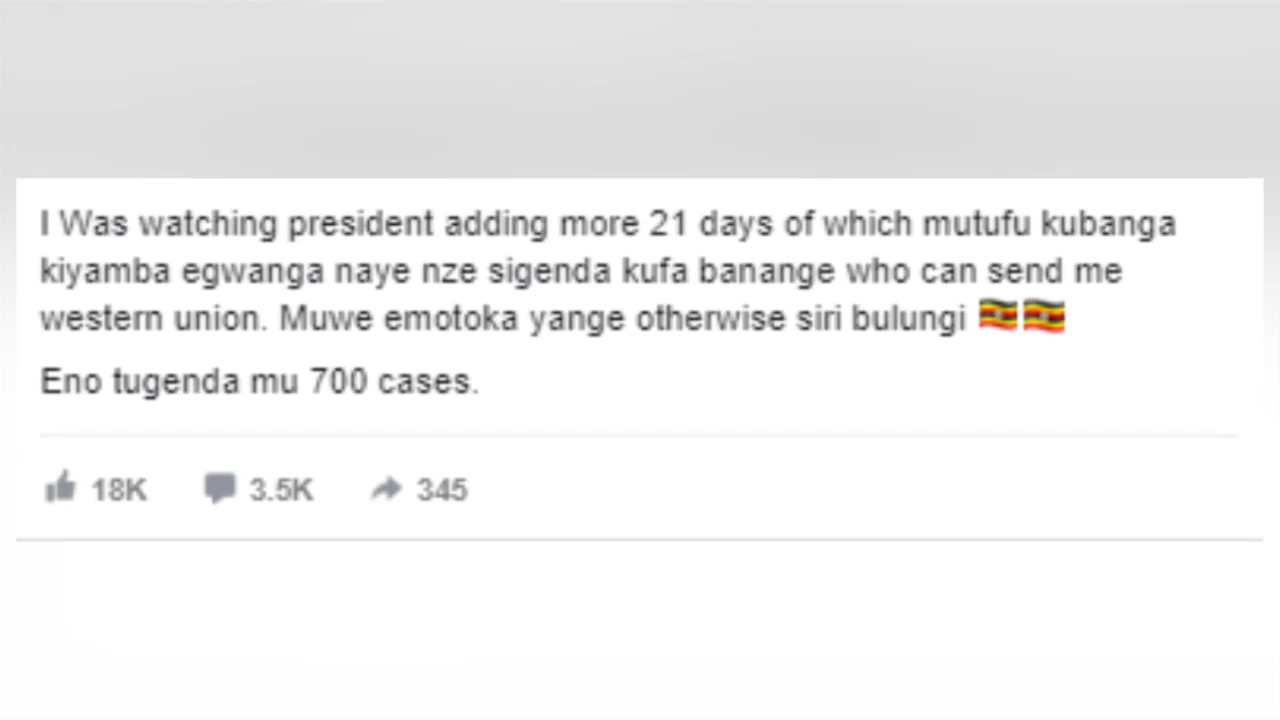 I Was watching president adding more 21 days of which mutufu kubanga
kiyamba egwanga naye nze sigenda kufa banange who can send me
western union. Muwe emotoka yange otherwise siri bulungi 🇺🇬🇺🇬
Eno tugenda mu 700 cases.
18K 3.5K 345